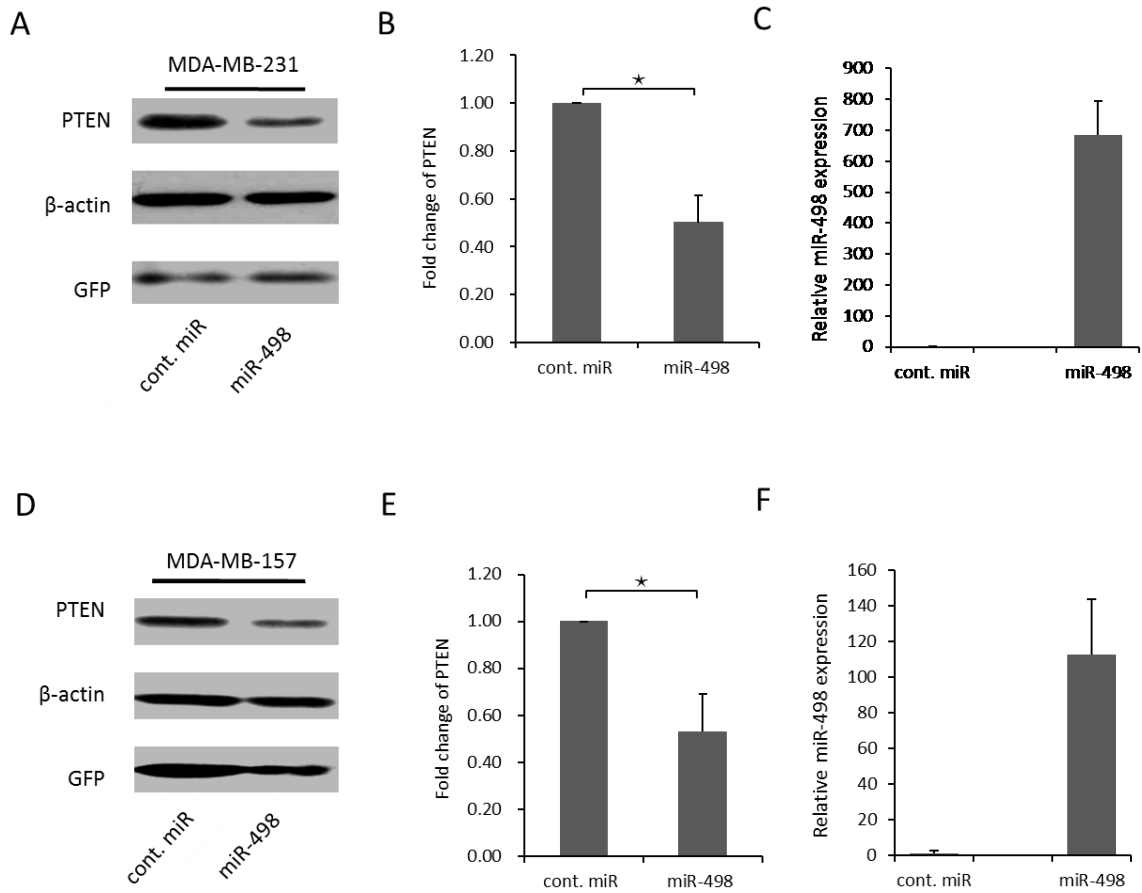 A
MDA-MB-231
PTEN
β-actin
GFP
cont. miR
miR-498
B
Fold change of PTEN
1.20
1.00
0.80
0.60
0.40
0.20
0.00
★
cont. miR
miR-498
C
Relative miR-498 expression
900
800
700
600
500
400
300
200
100
0
cont. miR
miR-498
D
MDA-MB-157
PTEN
β-actin
GFP
cont. miR
miR-498
E
Fold change of PTEN
1.20
1.00
0.80
0.60
0.40
0.20
0.00
★
cont. miR
miR-498
F
Relative miR-498 expression
160
140
120
100
80
60
40
20
0
cont. miR
miR-498